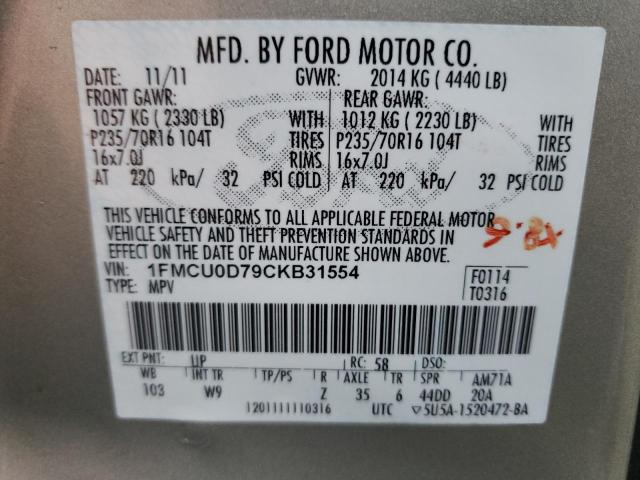 MFD. BY FORD MOTOR CO.
DATE: 11/11 GVWR: 2014 KG ( 4440 LB)
FRONT GAWR: REAR GAWR:
1057 KG ( 2330 LB) WITH 1012 KG ( 2230 LB) WITH
P235/70R16 104T TIRES P235/70R16 104T TIRES
16x7.0J RIMS 16x7.0J RIMS
AT 220 kPa/ 32 PSI COLD AT 220 kPa/ 32 PSI COLD
THIS VEHICLE CONFORMS TO ALL APPLICABLE FEDERAL MOTOR
VEHICLE SAFETY AND THEFT PREVENTION STANDARDS IN
EFFECT ON THE DATE OF MANUFACTURE SHOWN ABOVE.
VIN: 1FMCU0D79CKB31554 F0114
TYPE: MPV T0316
EXT PNT: UP RC: 58 DSO:
WB INT TR TP/PS R AXLE TR SPR AM71A
103 W9 Z 35 6 44DD 20A
1201111110316 UTC ▽5U5A-1520472-BA